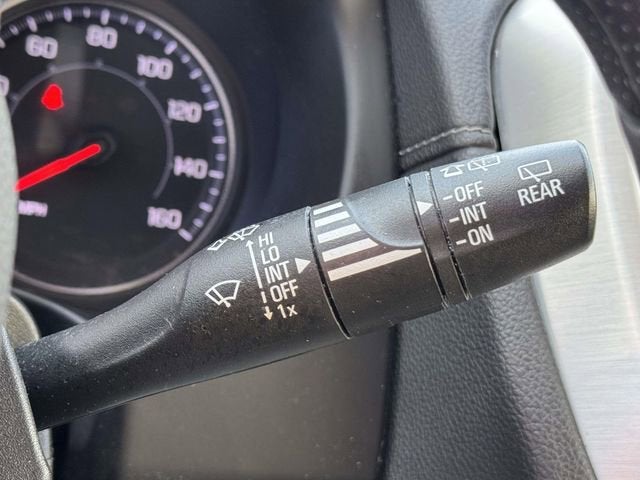 60
80
100
120
140
160
MPH
HI
LO
INT
OFF
1x
-OFF
-INT
-ON
REAR